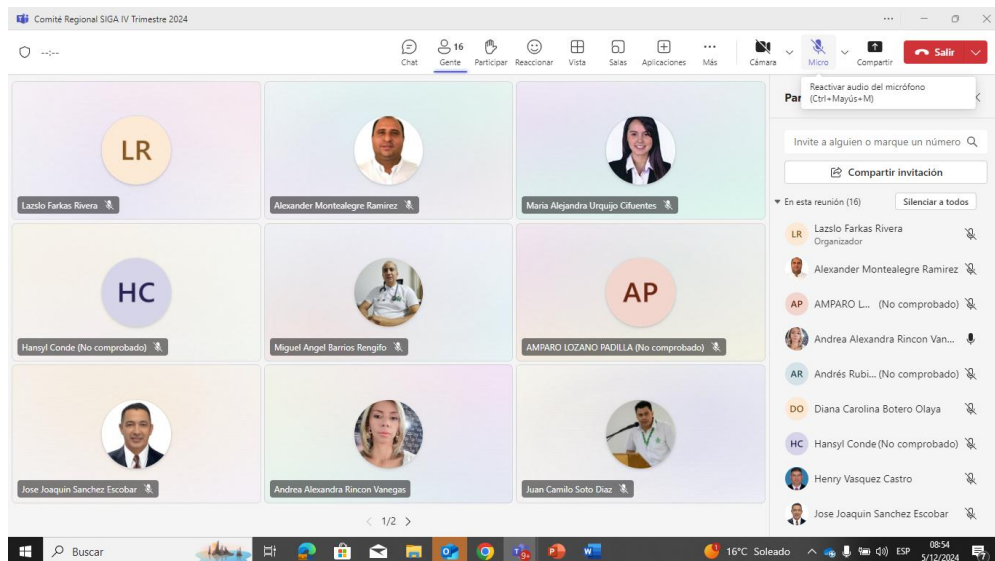 Comité Regional SIGA IV Trimestre 2024
--:--
Chat
16
Gente
Participar
Reaccionar
Vista
Salas
Aplicaciones
Más
Cámara
Micro
Compartir
Salir
Reactivar audio del micrófono
(Ctrl+Mayús+M)
Par
Invite a alguien o marque un número
Compartir invitación
En esta reunión (16)
Silenciar a todos
LR
Lazslo Farkas Rivera
Alexander Montealegre Ramirez
Maria Alejandra Urquijo Cifuentes
HC
Hansyl Conde (No comprobado)
Miguel Angel Barrios Rengifo
AP
AMPARO LOZANO PADILLA (No comprobado)
Jose Joaquin Sanchez Escobar
Andrea Alexandra Rincon Vanegas
Juan Camilo Soto Diaz
1/2
LR
Lazslo Farkas Rivera
Organizador
Alexander Montealegre Ramirez
AP
AMPARO L... (No comprobado)
Andrea Alexandra Rincon Van...
AR
Andrés Rubi... (No comprobado)
DO
Diana Carolina Botero Olaya
HC
Hansyl Conde (No comprobado)
Henry Vasquez Castro
Jose Joaquin Sanchez Escobar
Buscar
9+
16°C Soleado
ESP
08:54
5/12/2024
7